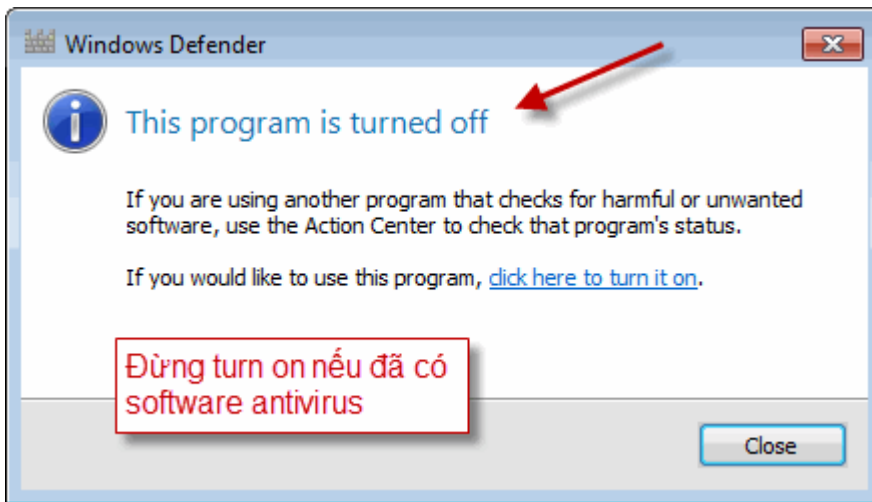 Windows Defender
This program is turned off
If you are using another program that checks for harmful or unwanted
software, use the Action Center to check that program's status.
If you would like to use this program, click here to turn it on.
Đừng turn on nếu đã có
software antivirus
Close